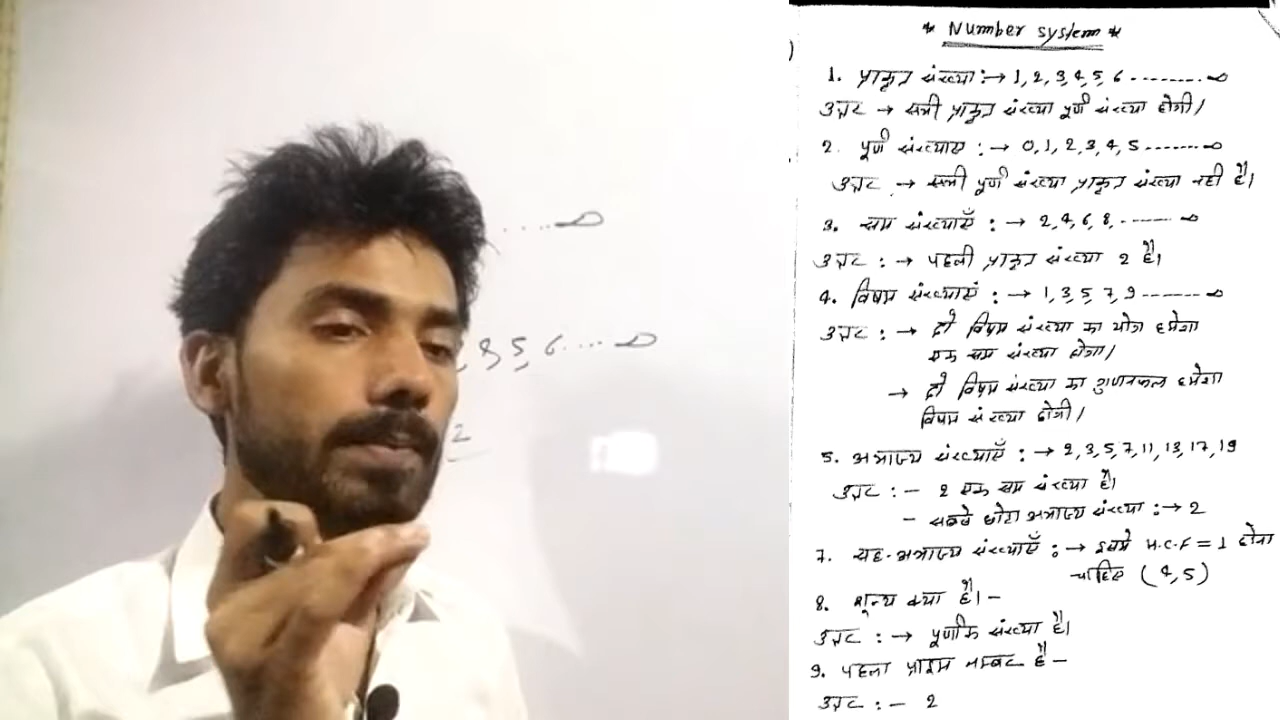 * Number system *
1. प्राकृत संख्या :→ 1, 2, 3, 4, 5, 6 --------- ∞
उत्तर → सभी प्राकृत संख्या पूर्ण संख्या होगी।
2. पूर्ण संख्याए :→ 0, 1, 2, 3, 4, 5 -------- ∞
उत्तर → सभी पूर्ण संख्या प्राकृत संख्या नही है।
3. सम संख्याएँ :→ 2, 4, 6, 8, ------ ∞
उत्तर :→ पहली प्राकृत संख्या 2 है।
4. विषम संख्याएं :→ 1, 3, 5, 7, 9 -------- ∞
उत्तर :→ दो विषम संख्या का योग हमेशा
एक सम संख्या होगा।
→ दो विषम संख्या का गुणनफल हमेशा
विषम संख्या होगी।
5. अभाज्य संख्याएँ :→ 2, 3, 5, 7, 11, 13, 17, 19
उत्तर :- 2 एक सम संख्या है।
- सबसे छोटा अभाज्य संख्या :→ 2
7. सह-अभाज्य संख्याएँ :→ इसमे H.C.F = 1 होना
चाहिए (4, 5)
8. शून्य क्या है। -
उत्तर :→ पूर्णांक संख्या है।
9. पहला प्राइम नम्बर है -
उत्तर :- 2
.... ∞
3 5, 6 .... ∞
2